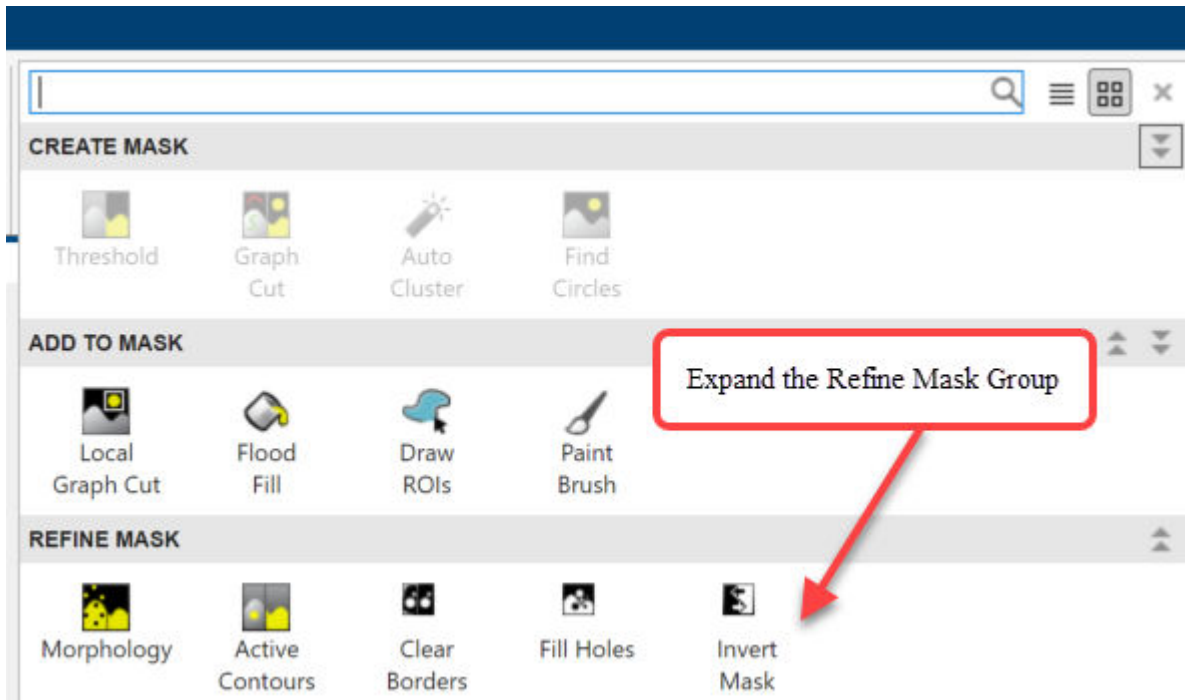 CREATE MASK
Threshold
Graph
Cut
Auto
Cluster
Find
Circles
ADD TO MASK
Expand the Refine Mask Group
Local
Graph Cut
Flood
Fill
Draw
ROIs
Paint
Brush
REFINE MASK
Morphology
Active
Contours
Clear
Borders
Fill Holes
Invert
Mask